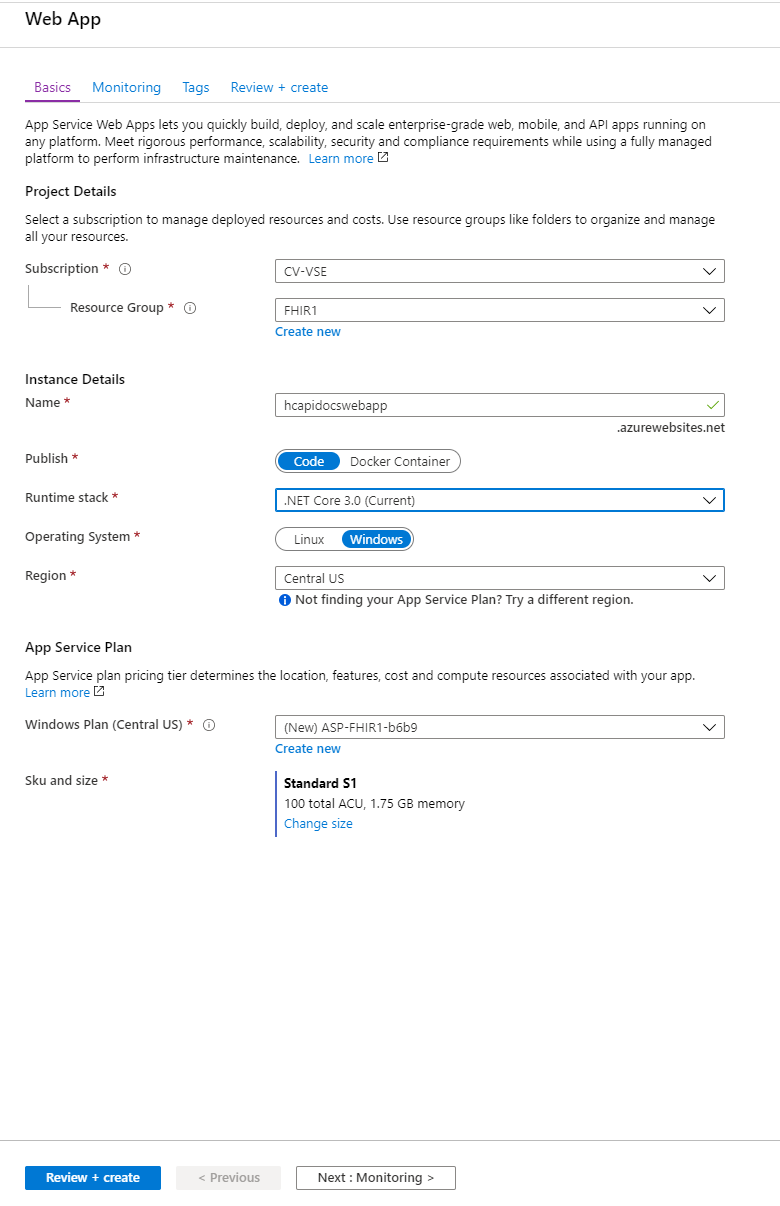 Web App
Basics Monitoring Tags Review + create
App Service Web Apps lets you quickly build, deploy, and scale enterprise-grade web, mobile, and API apps running on
any platform. Meet rigorous performance, scalability, security and compliance requirements while using a fully managed
platform to perform infrastructure maintenance. Learn more
Project Details
Select a subscription to manage deployed resources and costs. Use resource groups like folders to organize and manage
all your resources.
Subscription * CV-VSE
Resource Group * FHIR1
Create new
Instance Details
Name * hcapidocswebapp
.azurewebsites.net
Publish * Code Docker Container
Runtime stack * .NET Core 3.0 (Current)
Operating System * Linux Windows
Region * Central US
Not finding your App Service Plan? Try a different region.
App Service Plan
App Service plan pricing tier determines the location, features, cost and compute resources associated with your app.
Learn more
Windows Plan (Central US) * (New) ASP-FHIR1-b6b9
Create new
Sku and size * Standard S1
100 total ACU, 1.75 GB memory
Change size
Review + create < Previous Next : Monitoring >